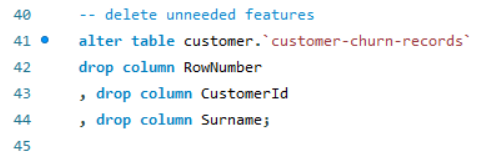 40 -- delete unneeded features
41 alter table customer.`customer-churn-records`
42 drop column RowNumber
43 , drop column CustomerId
44 , drop column Surname;
45